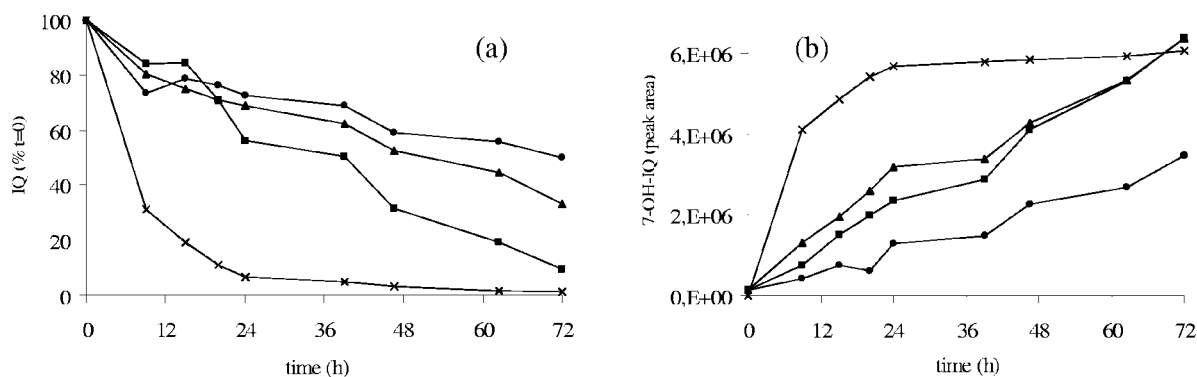 (a)
IQ (% t=0)
100
80
60
40
20
0
0 12 24 36 48 60 72
time (h)
(b)
7-OH-IQ (peak area)
6,E+06
4,E+06
2,E+06
0,E+00
0 12 24 36 48 60 72
time (h)